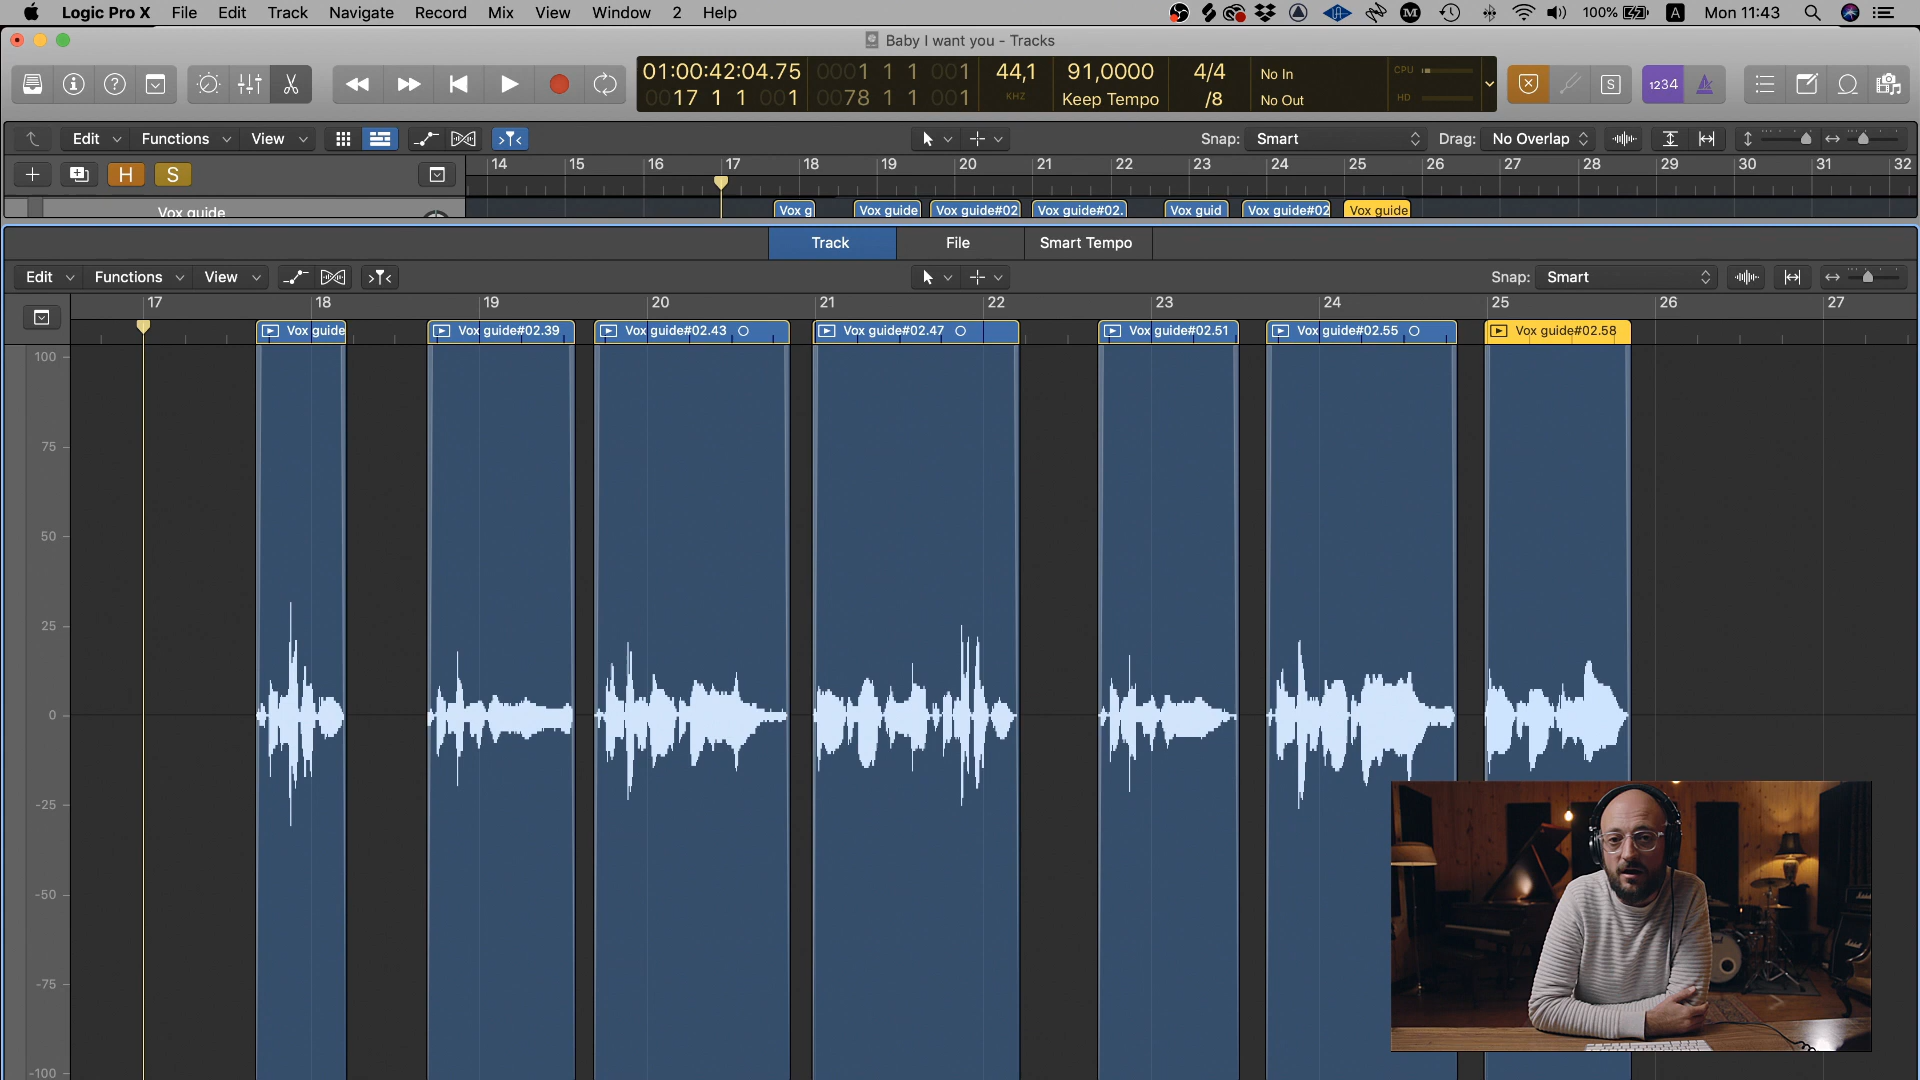 Logic Pro X File Edit Track Navigate Record Mix View Window 2 Help
100% A Mon 11:43
Baby I want you - Tracks
01:00:42:04.75 0001 1 1 001 44,1 91,0000 4/4 No In CPU
0017 1 1 001 0078 1 1 001 KHZ Keep Tempo /8 No Out HD
S 1234
Edit Functions View Snap: Smart Drag: No Overlap
H S 14 15 16 17 18 19 20 21 22 23 24 25 26 27 28 29 30 31 32
Vox guide Vox g Vox guide Vox guide#02 Vox guide#02. Vox guid Vox guide#02 Vox guide
Track File Smart Tempo
Edit Functions View Snap: Smart
17 18 19 20 21 22 23 24 25 26 27
Vox guide Vox guide#02.39 Vox guide#02.43 Vox guide#02.47 Vox guide#02.51 Vox guide#02.55 Vox guide#02.58
100
75
50
25
0
-25
-50
-75
-100